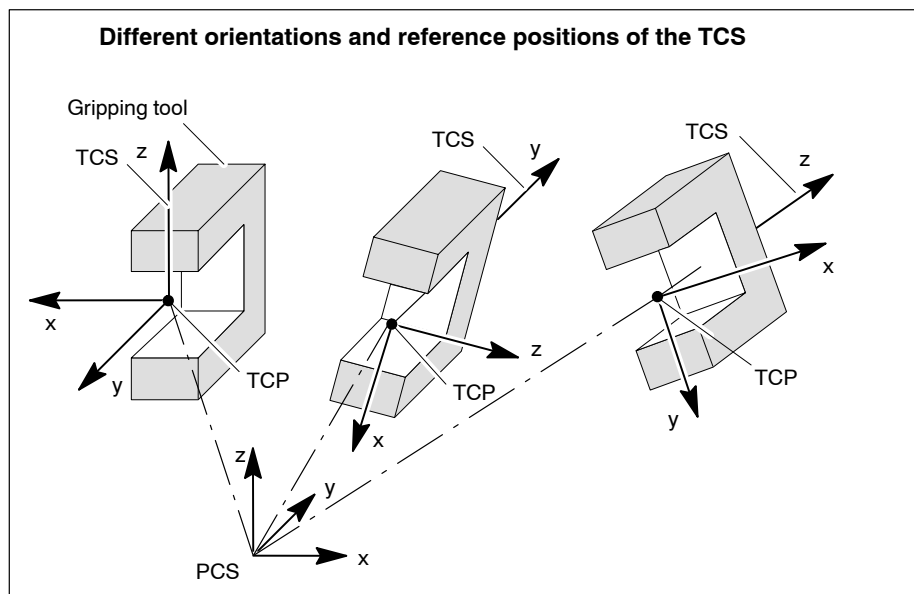 Different orientations and reference positions of the TCS
Gripping tool
TCS
z
x
y
TCP
TCS
y
z
x
TCP
TCS
z
x
y
TCP
z
y
x
PCS